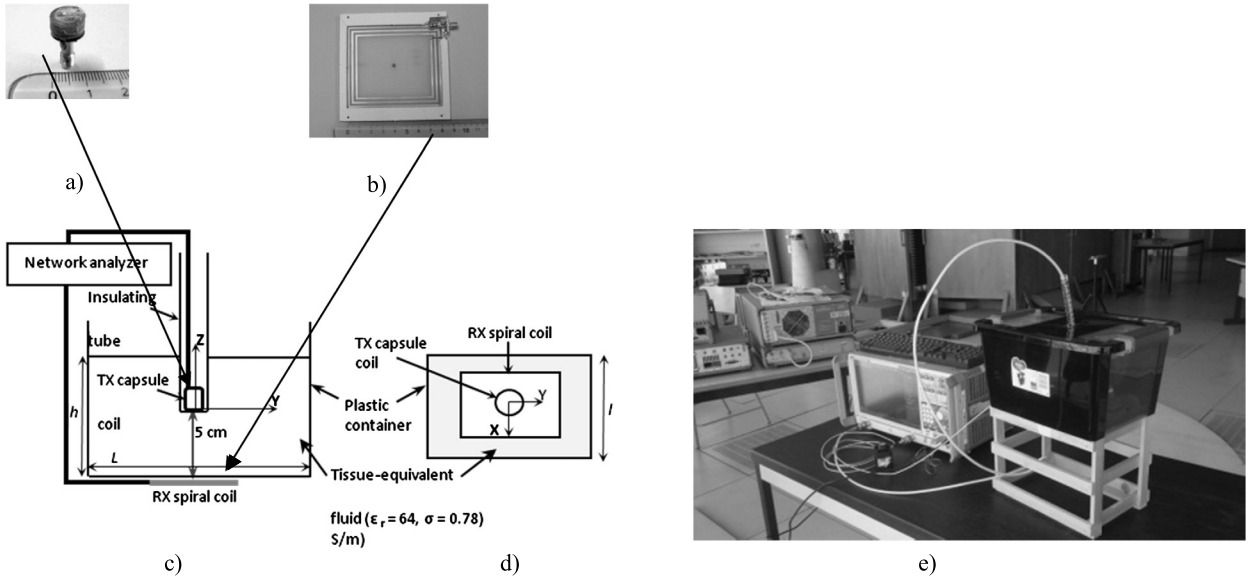 0 1 2
a)
b)
Network analyzer
Insulating
tube
Z
TX capsule
coil
Y
h
5 cm
L
RX spiral coil
Plastic
container
Tissue-equivalent
fluid (ε r = 64, σ = 0.78)
S/m)
RX spiral coil
TX capsule
coil
Y
X
l
c)
d)
e)